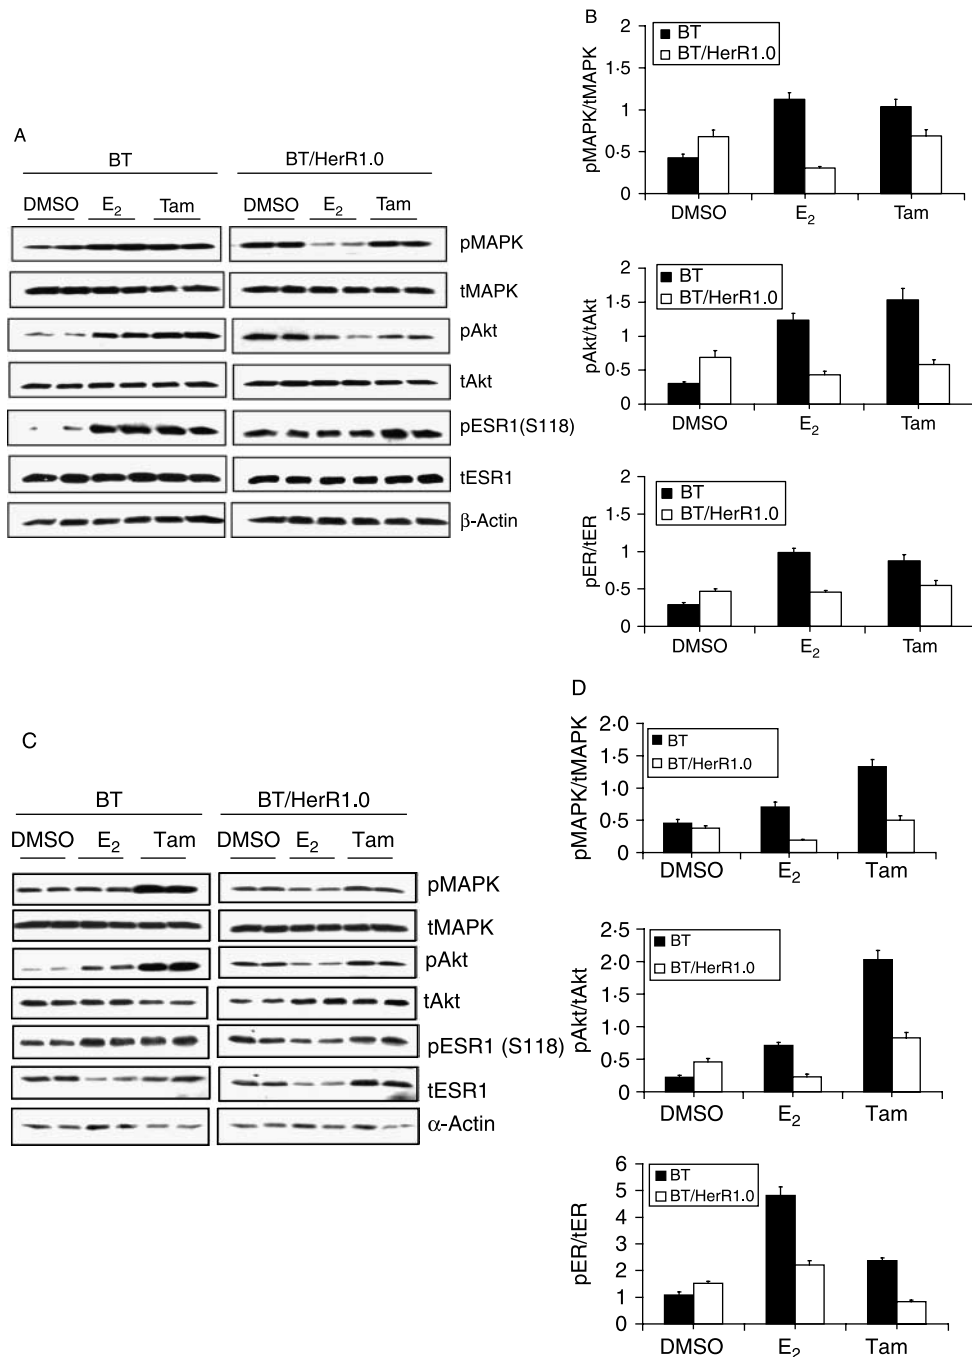 A
BT
BT/HerR1.0
DMSO E2 Tam
DMSO E2 Tam
pMAPK
tMAPK
pAkt
tAkt
pESR1(S118)
tESR1
β-Actin
B
pMAPK/tMAPK
2
1·5
1
0·5
0
BT
BT/HerR1.0
DMSO E2 Tam
pAkt/tAkt
2
1·5
1
0·5
0
BT
BT/HerR1.0
DMSO E2 Tam
pER/tER
2
1·5
1
0·5
0
BT
BT/HerR1.0
DMSO E2 Tam
C
BT
BT/HerR1.0
DMSO E2 Tam
DMSO E2 Tam
pMAPK
tMAPK
pAkt
tAkt
pESR1 (S118)
tESR1
α-Actin
D
pMAPK/tMAPK
2·0
1·5
1·0
0·5
0
BT
BT/HerR1.0
DMSO E2 Tam
pAkt/tAkt
2·5
2·0
1·5
1·0
0·5
0
BT
BT/HerR1.0
DMSO E2 Tam
pER/tER
6
5
4
3
2
1
0
BT
BT/HerR1.0
DMSO E2 Tam